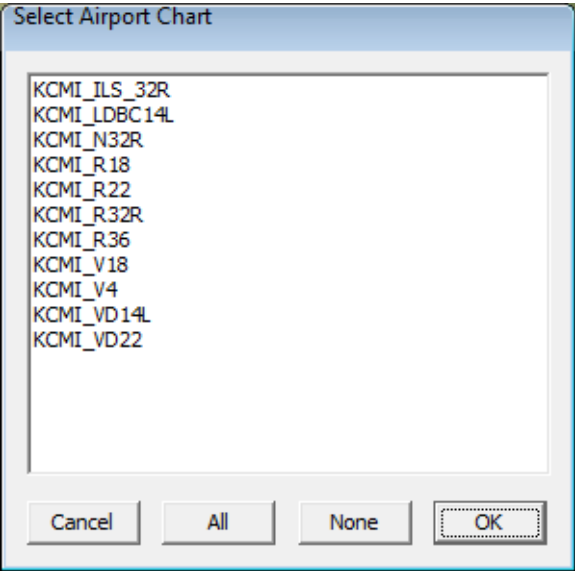 Select Airport Chart
KCMI_ILS_32R
KCMI_LDBC14L
KCMI_N32R
KCMI_R18
KCMI_R22
KCMI_R32R
KCMI_R36
KCMI_V18
KCMI_V4
KCMI_VD14L
KCMI_VD22
Cancel All None OK